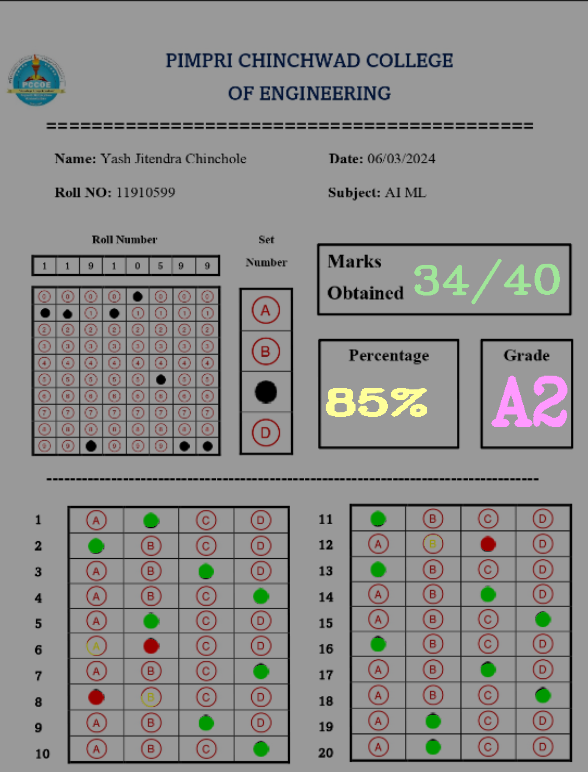 PCCOE
PIMPRI CHINCHWAD COLLEGE
OF ENGINEERING
==========================================
Name: Yash Jitendra Chinchole Date: 06/03/2024
Roll NO: 11910599 Subject: AI ML
Roll Number
1 1 9 1 0 5 9 9
0 0 0 0 0 0 0
1 1 1 1 1
2 2 2 2 2 2 2 2
3 3 3 3 3 3 3 3
4 4 4 4 4 4 4 4
5 5 5 5 5 5 5
6 6 6 6 6 6 6 6
7 7 7 7 7 7 7 7
8 8 8 8 8 8 8 8
9 9 9 9 9
Set
Number
A
B
D
Marks
Obtained 34/40
Percentage
85%
Grade
A2
1 A C D
2 B C D
3 A B D
4 A B C
5 A C D
6 A C D
7 A B C
8 B C D
9 A B D
10 A B C
11 B C D
12 A B D
13 B C D
14 A B D
15 A B C
16 B C D
17 A B D
18 A B C
19 A C D
20 A C D